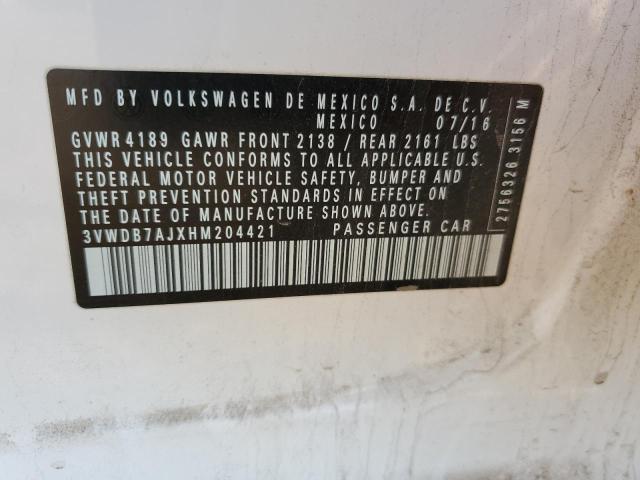 MFD BY VOLKSWAGEN DE MEXICO S.A. DE C.V.
MEXICO 07/16
GVWR 4189 GAWR FRONT 2138 / REAR 2161 LBS
THIS VEHICLE CONFORMS TO ALL APPLICABLE U.S.
FEDERAL MOTOR VEHICLE SAFETY, BUMPER AND
THEFT PREVENTION STANDARDS IN EFFECT ON
THE DATE OF MANUFACTURE SHOWN ABOVE.
3VWDB7AJXHM204421 PASSENGER CAR
2756326 3156 M